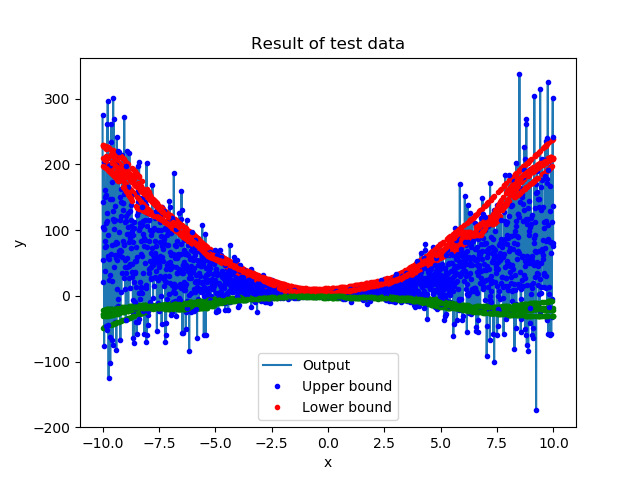 Result of test data
300
200
100
0
−100
−200
y
−10.0
−7.5
−5.0
−2.5
0.0
2.5
5.0
7.5
10.0
x
Output
Upper bound
Lower bound